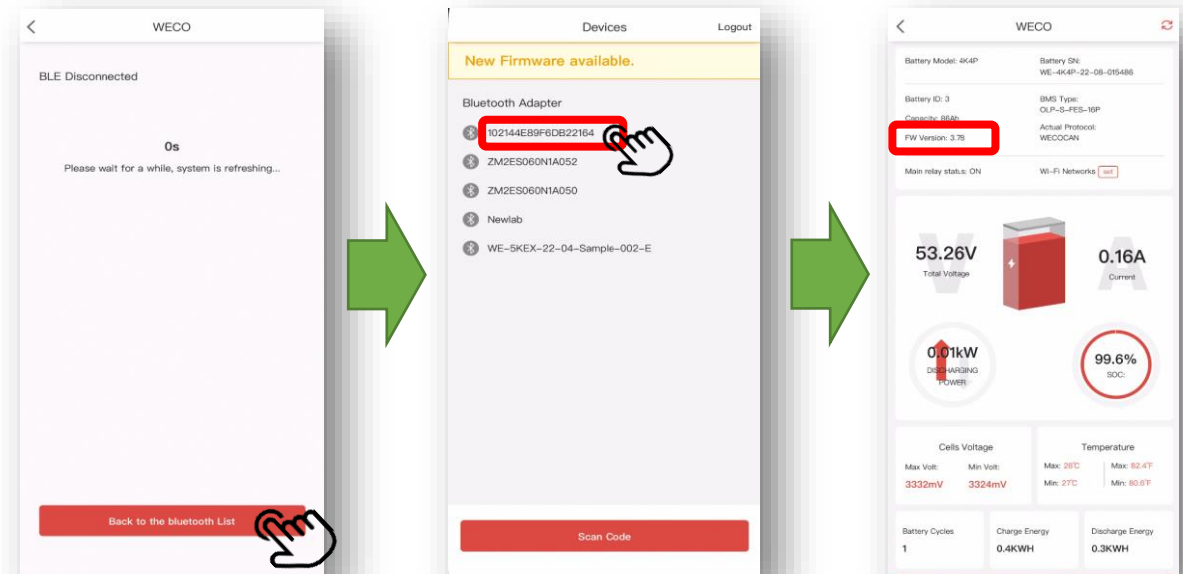 WECO
BLE Disconnected
0s
Please wait for a while, system is refreshing...
Back to the bluetooth List
Devices
Logout
New Firmware available.
Bluetooth Adapter
102144E89F6DB22164
ZM2ES060N1A052
ZM2ES060N1A050
Newlab
WE-5KEX-22-04-Sample-002-E
Scan Code
WECO
Battery Model: 4K4P
Battery SN:
WE-4K4P-22-08-015486
Battery ID: 3
BMS Type:
OLP-S-FES-16P
Capacity: 86Ah
Actual Protocol:
WECOCAN
FW Version: 3.78
Main relay status: ON
Wi-Fi Networks set
53.26V
Total Voltage
0.16A
Current
0.01kW
DISCHARGING
POWER
99.6%
SOC:
Cells Voltage
Max Volt:
Min Volt:
3332mV
3324mV
Temperature
Max: 28℃
Max: 82.4℉
Min: 27℃
Min: 80.6℉
Battery Cycles
1
Charge Energy
0.4KWH
Discharge Energy
0.3KWH